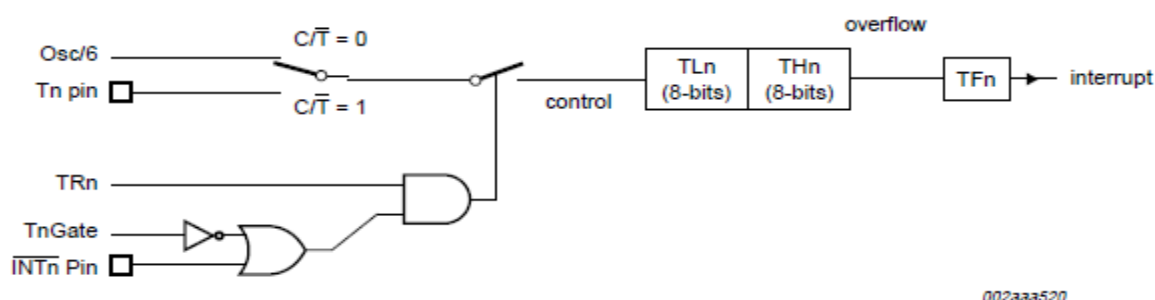 overflow
Osc/6
C/T̅ = 0
Tn pin
C/T̅ = 1
control
TLn
(8-bits)
THn
(8-bits)
TFn
interrupt
TRn
TnGate
I̅N̅T̅n̅ Pin
002aaa520